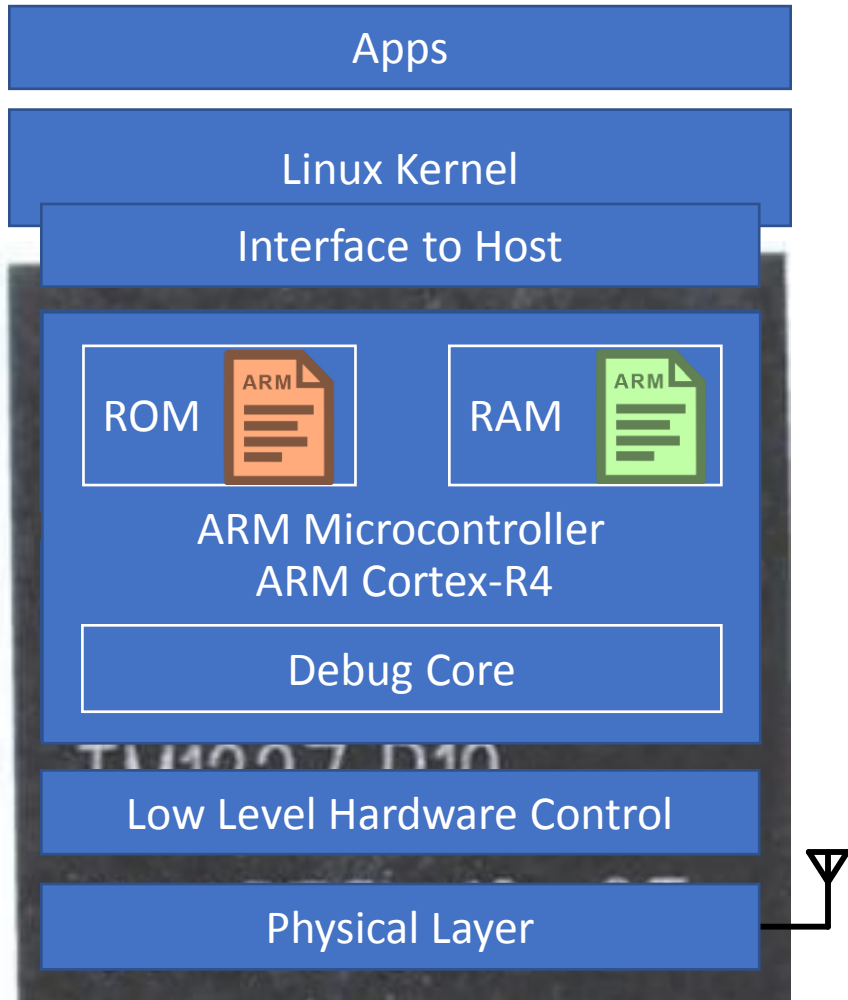 Apps
Linux Kernel
Interface to Host
ROM
ARM
RAM
ARM
ARM Microcontroller
ARM Cortex-R4
Debug Core
Low Level Hardware Control
Physical Layer